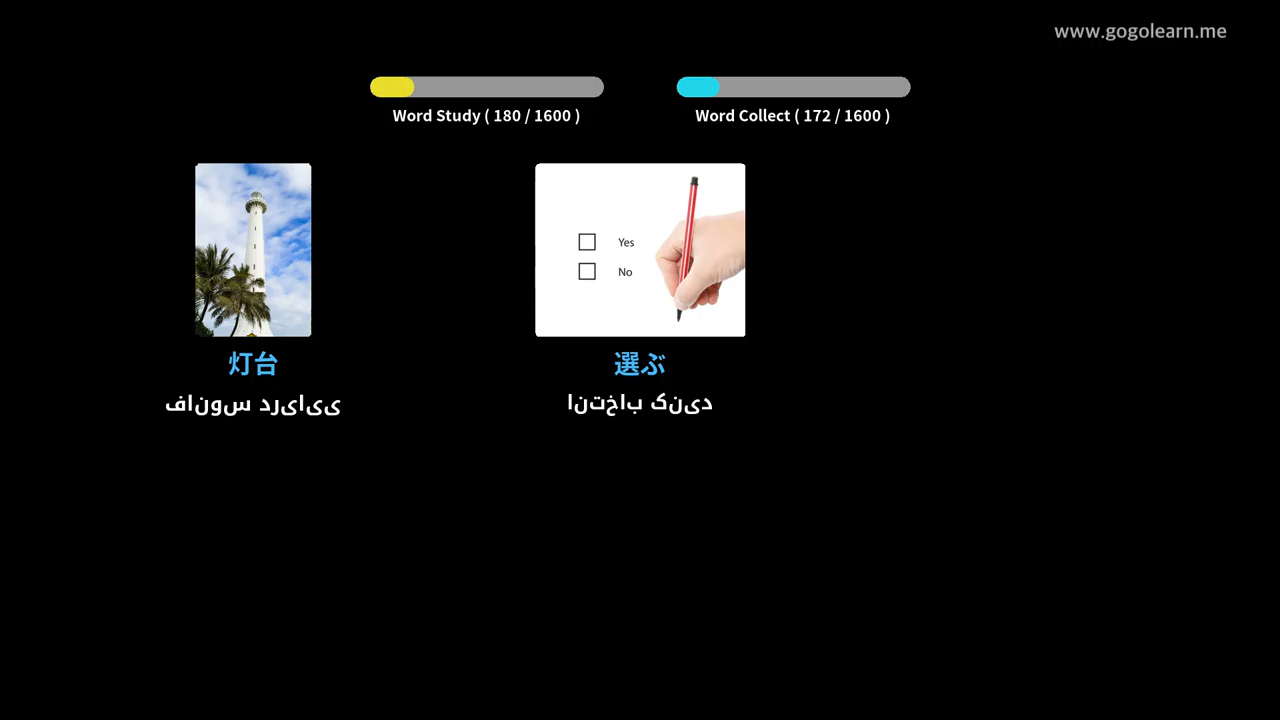 www.gogolearn.me
Word Study ( 180 / 1600 )
Word Collect ( 172 / 1600 )
Yes
No
灯台
فانوس دریایی
選ぶ
انتخاب کنید